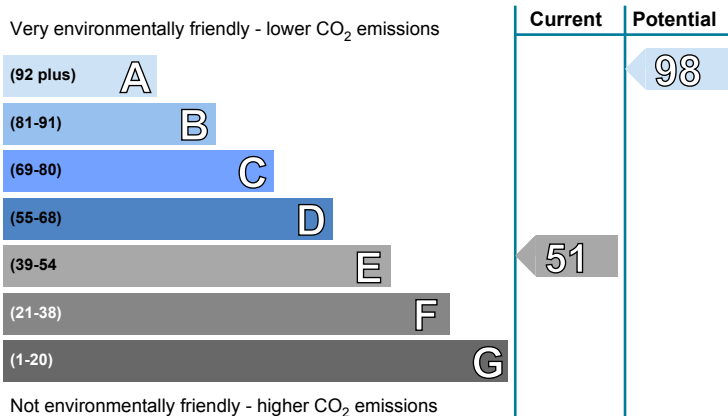 Current Potential
Very environmentally friendly - lower CO2 emissions
(92 plus) A 98
(81-91) B
(69-80) C
(55-68) D
(39-54 E 51
(21-38) F
(1-20) G
Not environmentally friendly - higher CO2 emissions